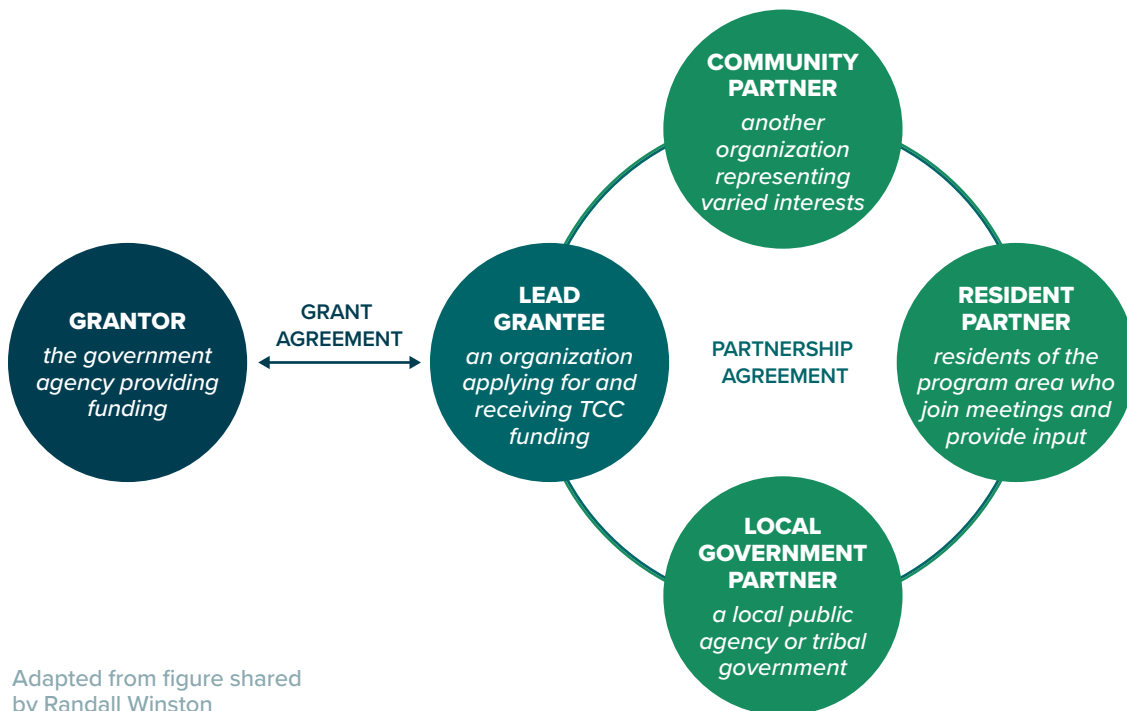 GRANTOR
the government
agency providing
funding
GRANT
AGREEMENT
LEAD
GRANTEE
an organization
applying for and
receiving TCC
funding
COMMUNITY
PARTNER
another
organization
representing
varied interests
PARTNERSHIP
AGREEMENT
RESIDENT
PARTNER
residents of the
program area who
join meetings and
provide input
LOCAL
GOVERNMENT
PARTNER
a local public
agency or tribal
government
Adapted from figure shared
by Randall Winston